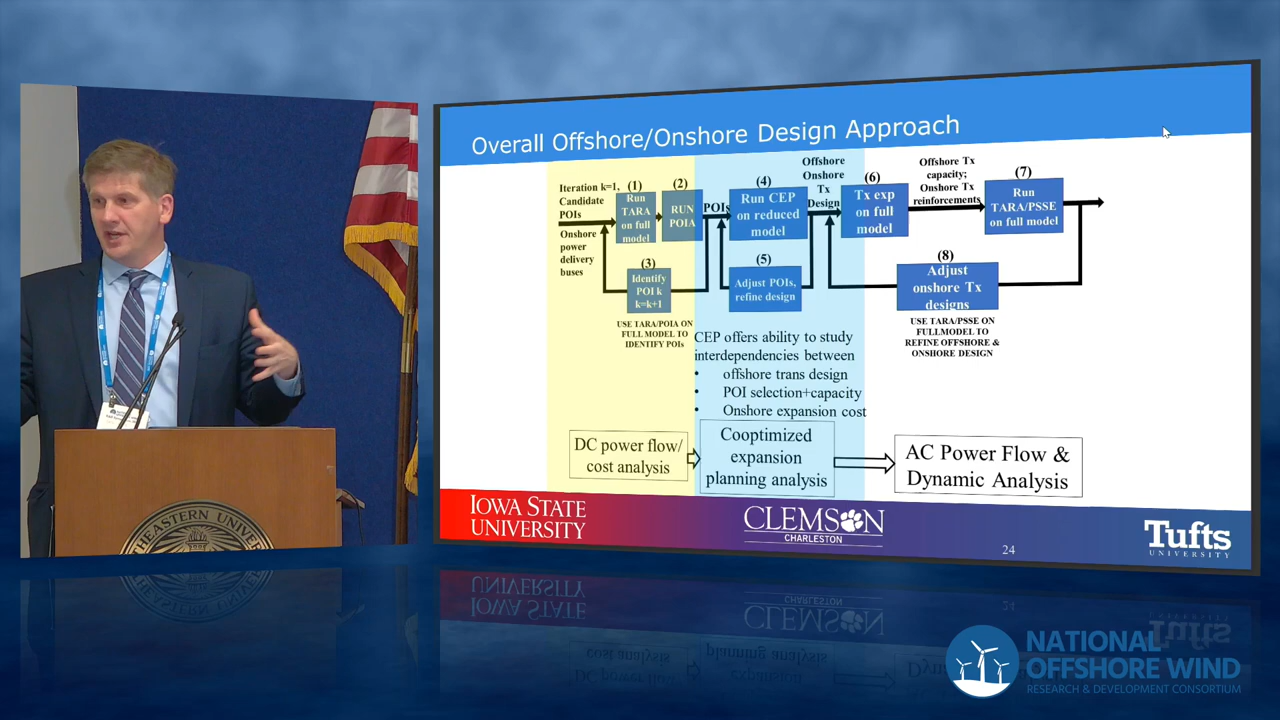 Overall Offshore/Onshore Design Approach
Iteration k=1,
Candidate
POIs
Onshore
power
delivery
buses
(1)
Run
TARA
on full
model
(2)
RUN
POIA
(3)
Identify
POI k
k=k+1
USE TARA/POIA ON
FULL MODEL TO
IDENTIFY POIs
POIs
(4)
Run CEP
on reduced
model
(5)
Adjust POIs,
refine design
Offshore
Onshore
Tx
Design
(6)
Tx exp
on full
model
Offshore Tx
capacity;
Onshore Tx
reinforcements
(7)
Run
TARA/PSSE
on full model
(8)
Adjust
onshore Tx
designs
USE TARA/PSSE ON
FULLMODEL TO
REFINE OFFSHORE &
ONSHORE DESIGN
CEP offers ability to study
interdependencies between
• offshore trans design
• POI selection+capacity
• Onshore expansion cost
DC power flow/
cost analysis
Cooptimized
expansion
planning analysis
AC Power Flow &
Dynamic Analysis
IOWA STATE
UNIVERSITY
CLEMSON
CHARLESTON
24
Tufts
UNIVERSITY
HEASTERN UNIVE
NATIONAL
OFFSHORE WIND
RESEARCH & DEVELOPMENT CONSORTIUM